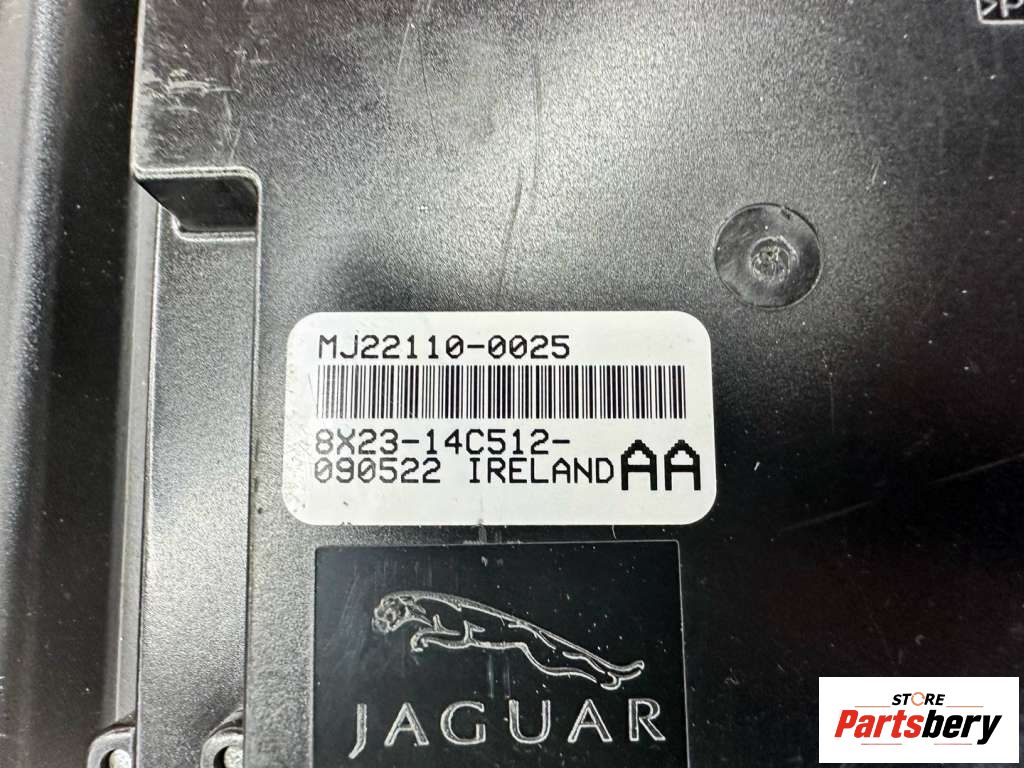 >P
MJ22110-0025
8X23-14C512-
090522 IRELAND AA
JAGUAR
STORE
Partsbery